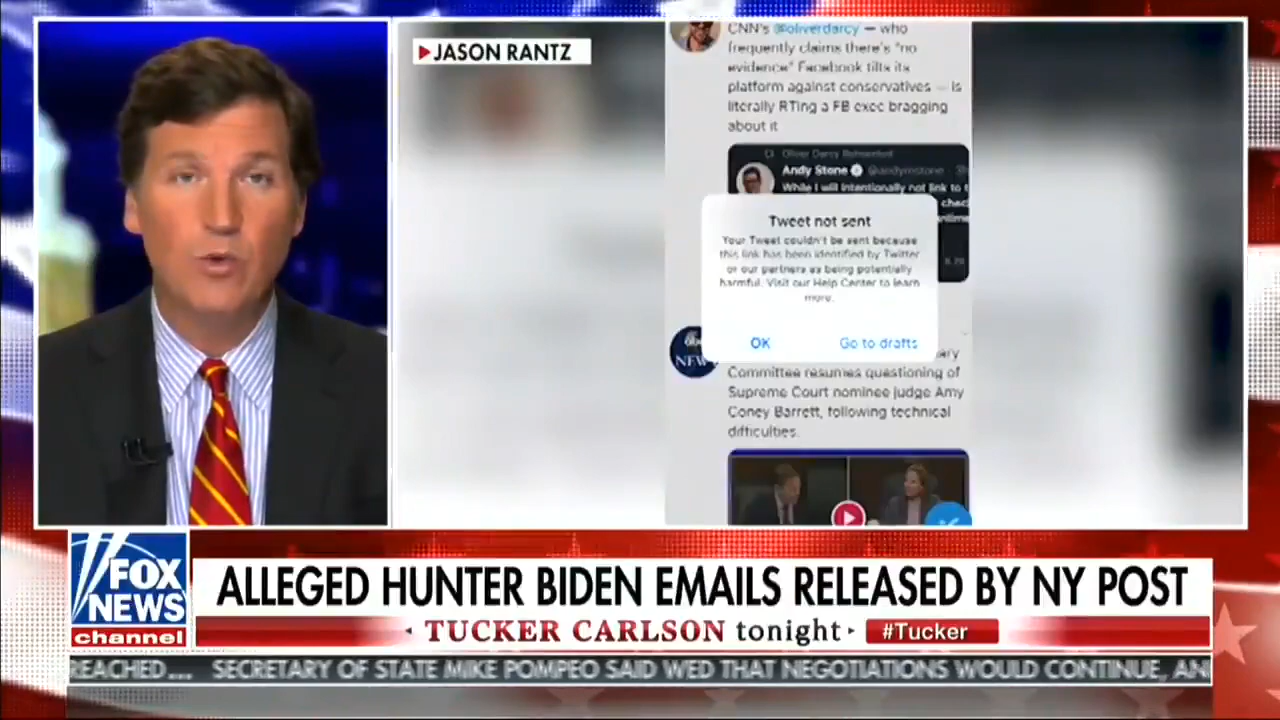 JASON RANTZ
CNN's @oliverdarcy — who
frequently claims there's "no
evidence" Facebook tilts its
platform against conservatives — is
literally RTing a FB exec bragging
about it
Oliver Darcy Retweeted
Andy Stone @andymstone
While I will intentionally not link to t
Tweet not sent
Your Tweet couldn't be sent because
this link has been identified by Twitter
or our partners as being potentially
harmful. Visit our Help Center to learn
more.
OK Go to drafts
NEW
Committee resumes questioning of
Supreme Court nominee Judge Amy
Coney Barrett, following technical
difficulties.
FOX
NEWS
channel
ALLEGED HUNTER BIDEN EMAILS RELEASED BY NY POST
TUCKER CARLSON tonight #Tucker
REACHED... SECRETARY OF STATE MIKE POMPEO SAID WED THAT NEGOTIATIONS WOULD CONTINUE, AN